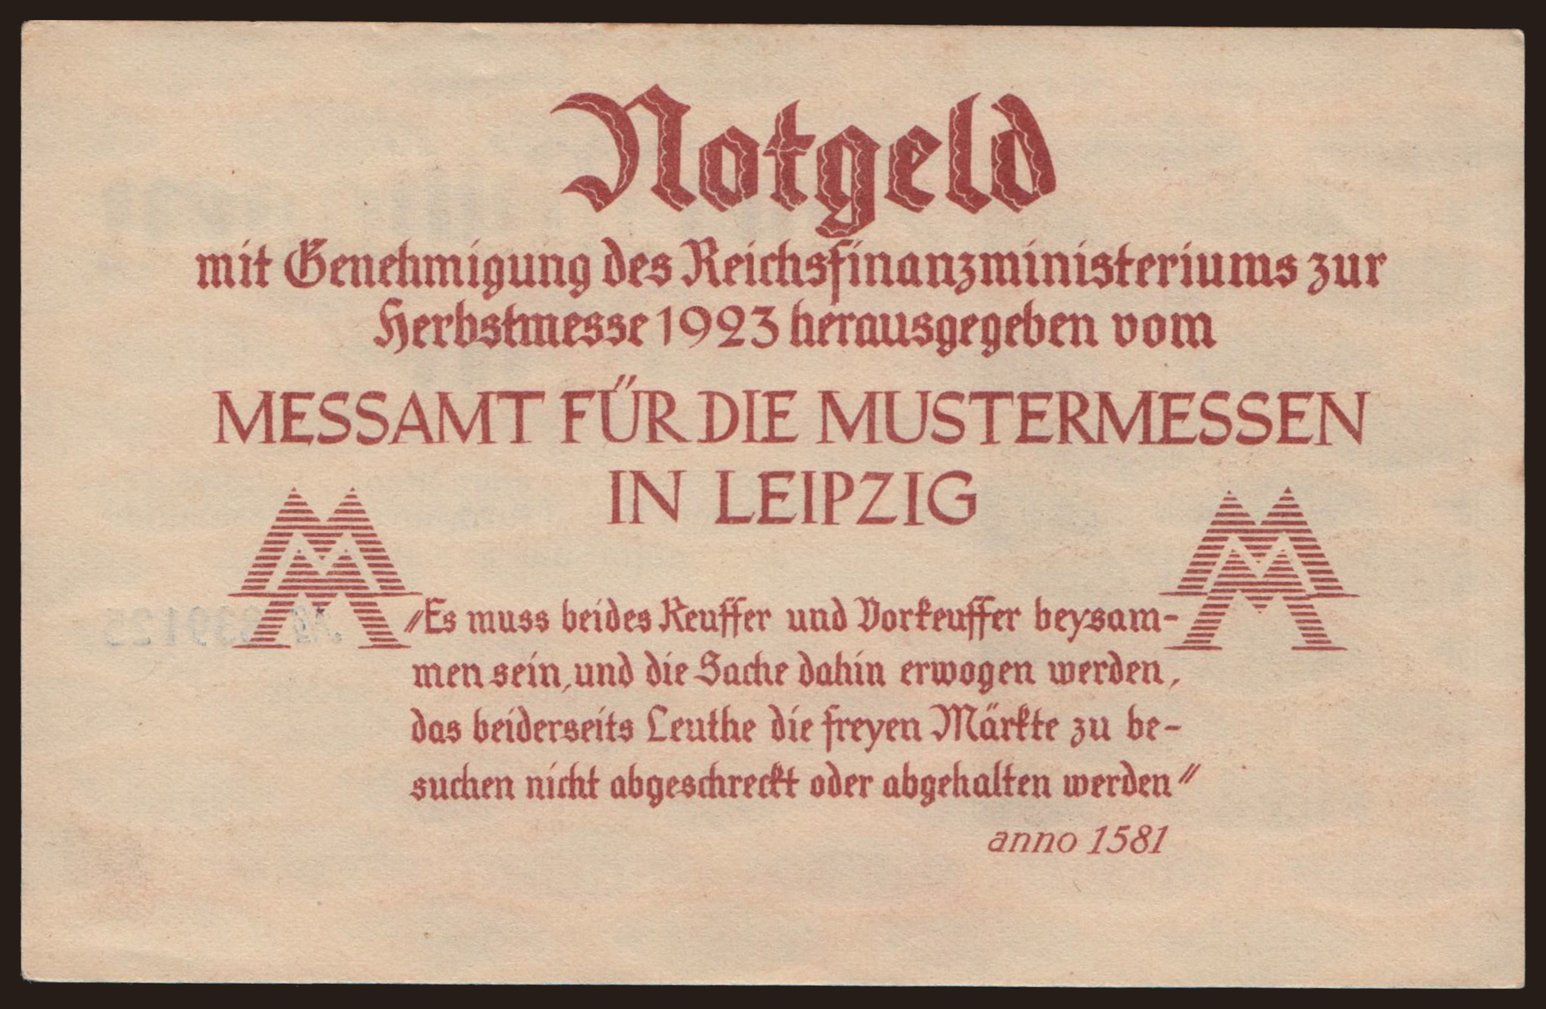 Notgeld
mit Genehmigung des Reichsfinanzministeriums zur
Herbstmesse 1923 herausgegeben vom
MESSAMT FÜR DIE MUSTERMESSEN
IN LEIPZIG
MM
MM
"Es muss beides Keuffer und Vorkeuffer beysam-
men sein, und die Sache dahin erwogen werden,
das beiderseits Leuthe die freyen Märkte zu be-
suchen nicht abgeschreckt oder abgehalten werden"
anno 1581